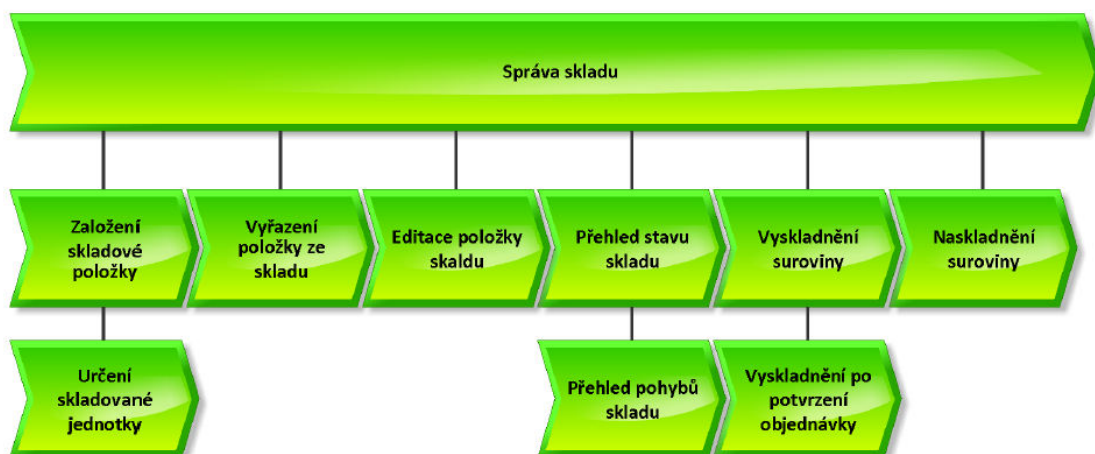 Správa skladu
Založení
skladové
položky
Vyřazení
položky ze
skladu
Editace položky
skaldu
Přehled stavu
skladu
Vyskladnění
suroviny
Naskladnění
suroviny
Určení
skladované
jednotky
Přehled pohybů
skladu
Vyskladnění po
potvrzení
objednávky